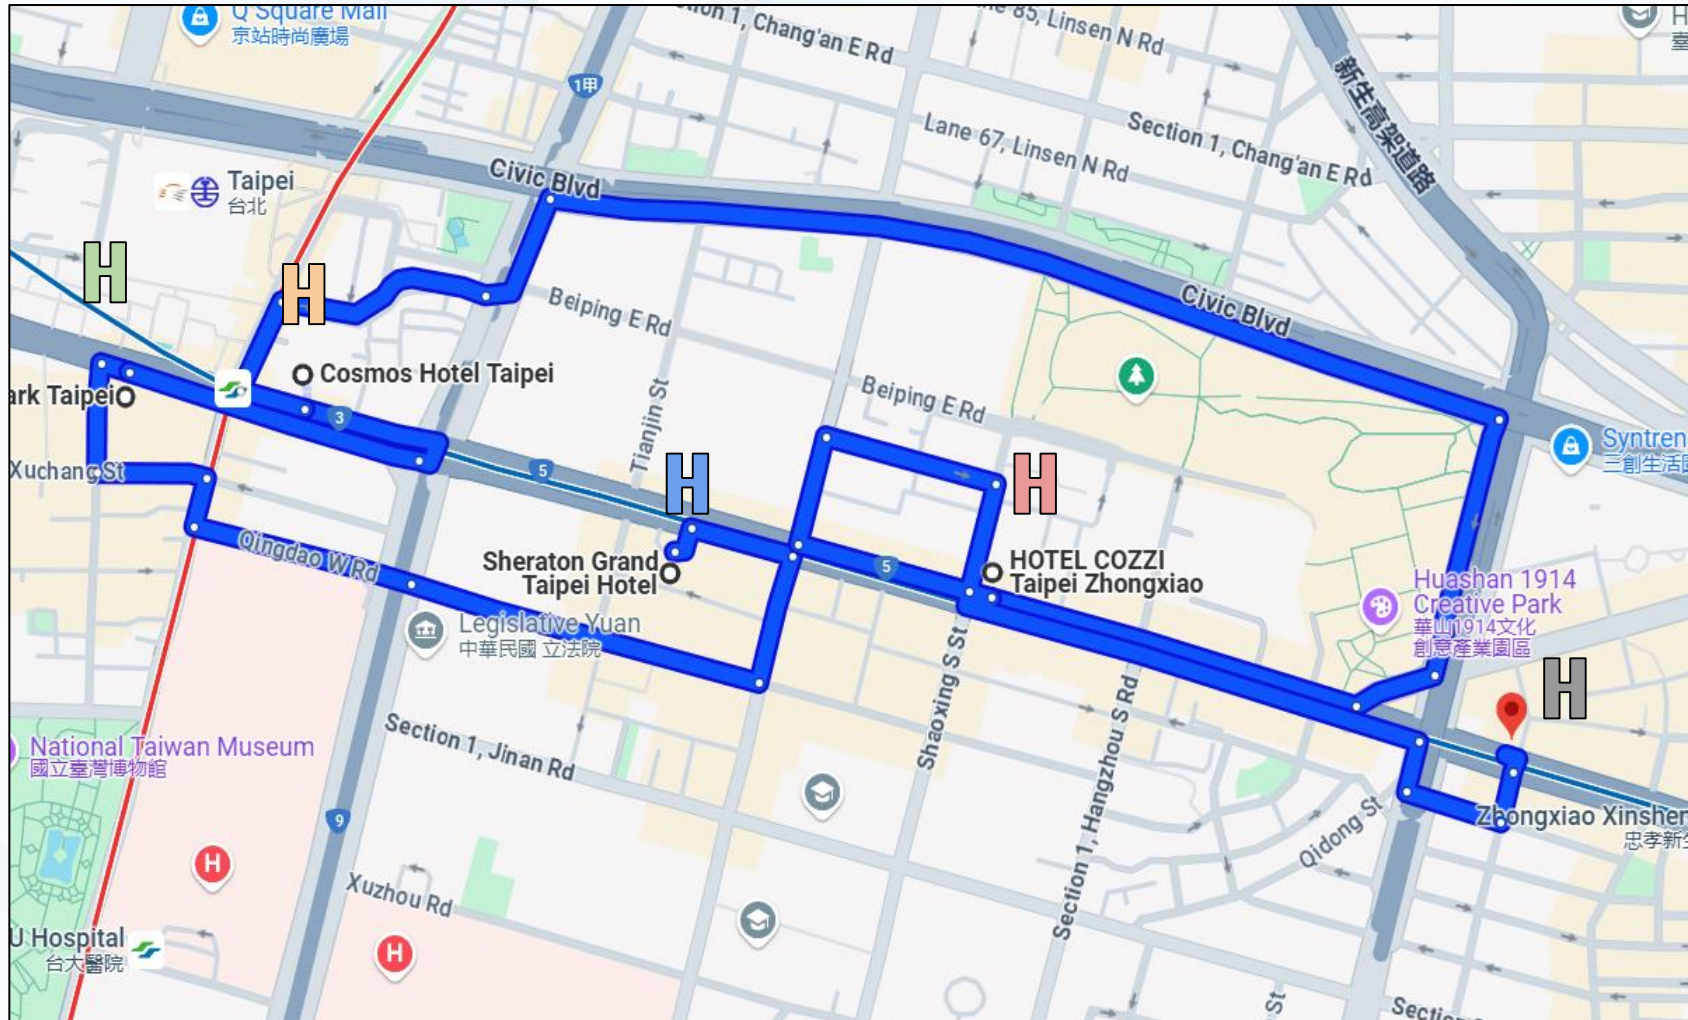 Q Square Mall
京站時尚廣場
1甲
Section 1, Chang'an E Rd
Lane 85, Linsen N Rd
新生高架道路
Lane 67, Linsen N Rd
Section 1, Chang'an E Rd
Civic Blvd
Taipei
台北
H
H
Beiping E Rd
Civic Blvd
Cosmos Hotel Taipei
ark Taipei
3
Tianjin St
Beiping E Rd
Syntren
三創生活
Xuchang St
5
H
H
Qingdao W Rd
Sheraton Grand
Taipei Hotel
5
HOTEL COZZI
Taipei Zhongxiao
Huashan 1914
Creative Park
華山1914文化
創意產業園區
Legislative Yuan
中華民國 立法院
Shaoxing S St
H
Section 1, Hangzhou S Rd
National Taiwan Museum
國立臺灣博物館
Section 1, Jinan Rd
9
Qidong St
Zhongxiao Xinshen
忠孝新生
H
Xuzhou Rd
U Hospital
台大醫院
H
St
Section